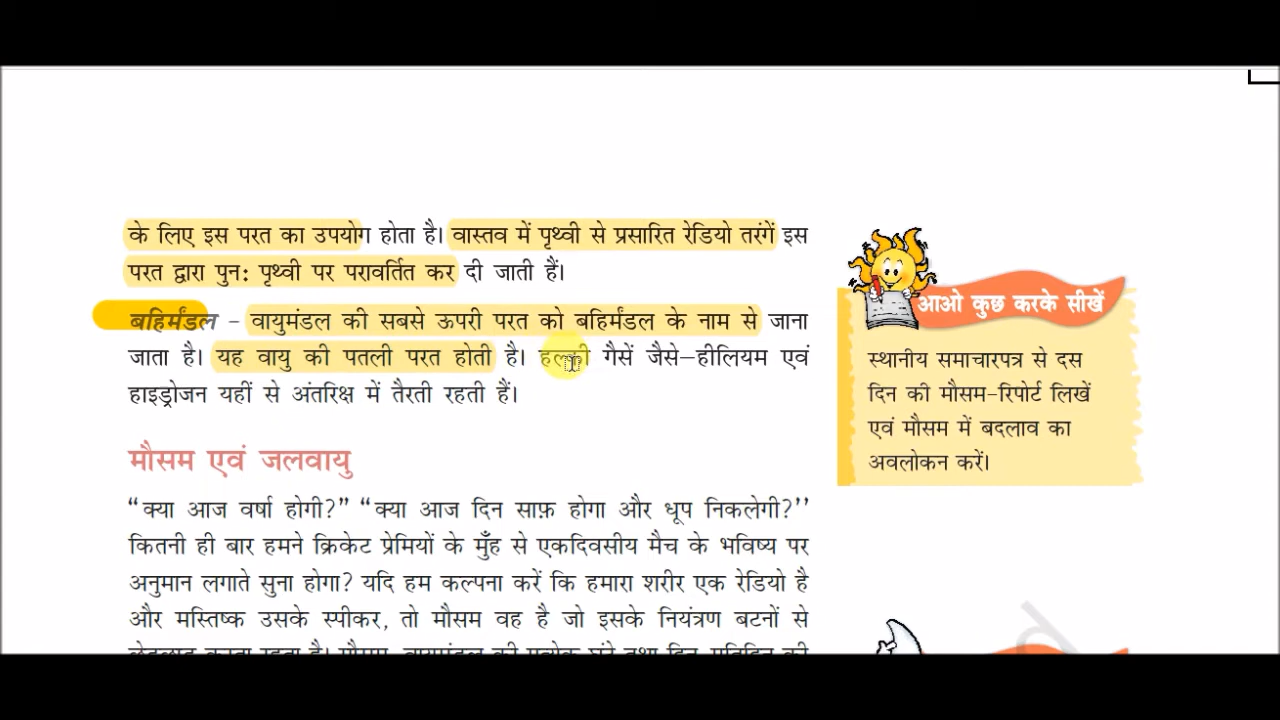 के लिए इस परत का उपयोग होता है। वास्तव में पृथ्वी से प्रसारित रेडियो तरंगें इस
परत द्वारा पुन: पृथ्वी पर परावर्तित कर दी जाती हैं।
बहिर्मंडल – वायुमंडल की सबसे ऊपरी परत को बहिर्मंडल के नाम से जाना
जाता है। यह वायु की पतली परत होती है। हल्की गैसें जैसे–हीलियम एवं
हाइड्रोजन यहीं से अंतरिक्ष में तैरती रहती हैं।
मौसम एवं जलवायु
“क्या आज वर्षा होगी?” “क्या आज दिन साफ़ होगा और धूप निकलेगी?’’
कितनी ही बार हमने क्रिकेट प्रेमियों के मुँह से एकदिवसीय मैच के भविष्य पर
अनुमान लगाते सुना होगा? यदि हम कल्पना करें कि हमारा शरीर एक रेडियो है
और मस्तिष्क उसके स्पीकर, तो मौसम वह है जो इसके नियंत्रण बटनों से
आओ कुछ करके सीखें
स्थानीय समाचारपत्र से दस
दिन की मौसम-रिपोर्ट लिखें
एवं मौसम में बदलाव का
अवलोकन करें।